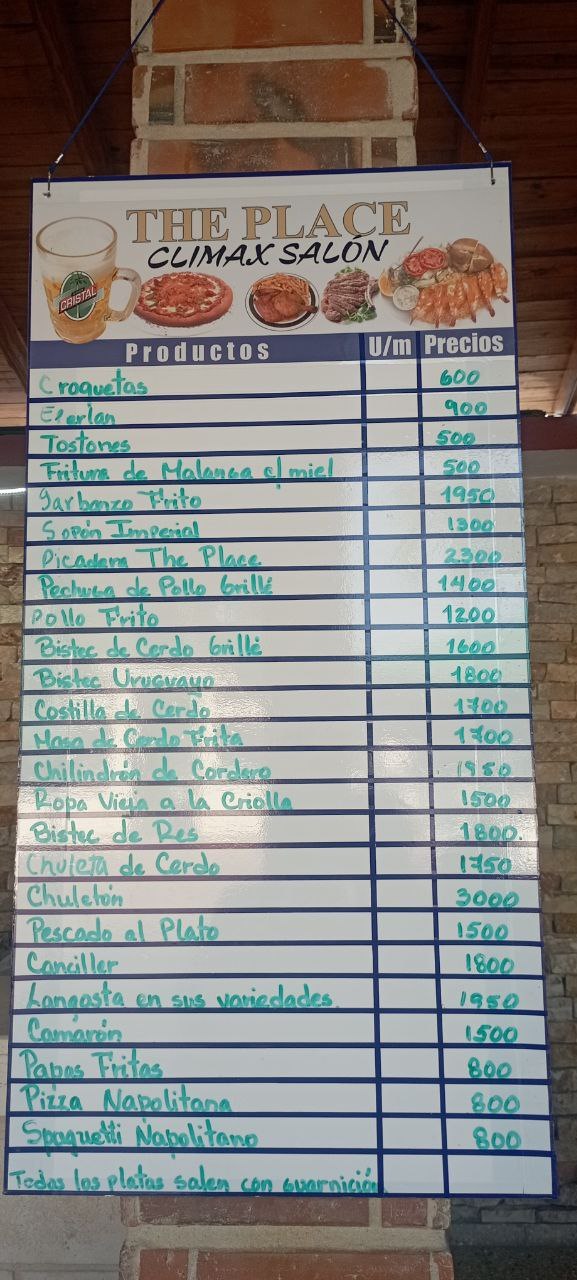 THE PLACE
CLIMAX SALÓN
CRISTAL
Productos U/m Precios
Croquetas 600
Eperlan 900
Tostones 500
Fritura de Malanga c/ miel 500
Garbanzo Frito 1950
Sopón Imperial 1300
Picadera The Place 2300
Pechuga de Pollo Grillé 1400
Pollo Frito 1200
Bistec de Cerdo Grillé 1600
Bistec Uruguayo 1800
Costilla de Cerdo 1700
Masa de Cerdo Frita 1700
Chilindrón de Cordero 1950
Ropa Vieja a la Criolla 1500
Bistec de Res 1800.
Chuleta de Cerdo 1750
Chuletón 3000
Pescado al Plato 1500
Canciller 1800
Langosta en sus variedades. 1950
Camarón 1500
Papas Fritas 800
Pizza Napolitana 800
Spaguetti Napolitano 800
Todos los platos salen con guarnición